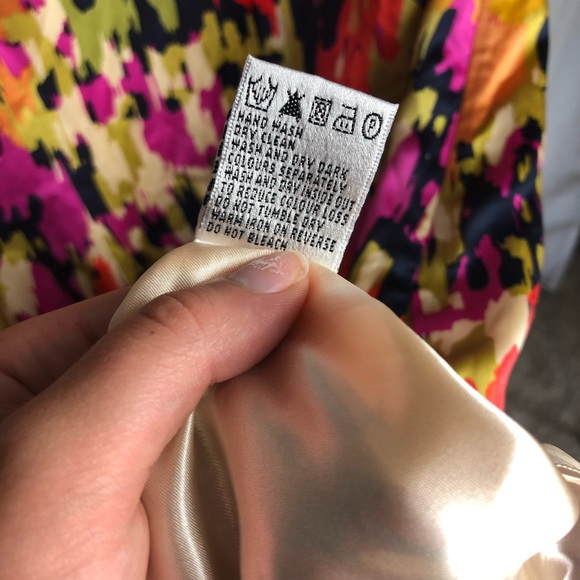 HAND WASH
DRY CLEAN
WASH AND DRY DARK
COLOURS SEPARATELY
WASH AND DRY INSIDE OUT
TO REDUCE COLOUR LOSS
DO NOT TUMBLE DRY
WARM IRON ON REVERSE
DO NOT BLEACH